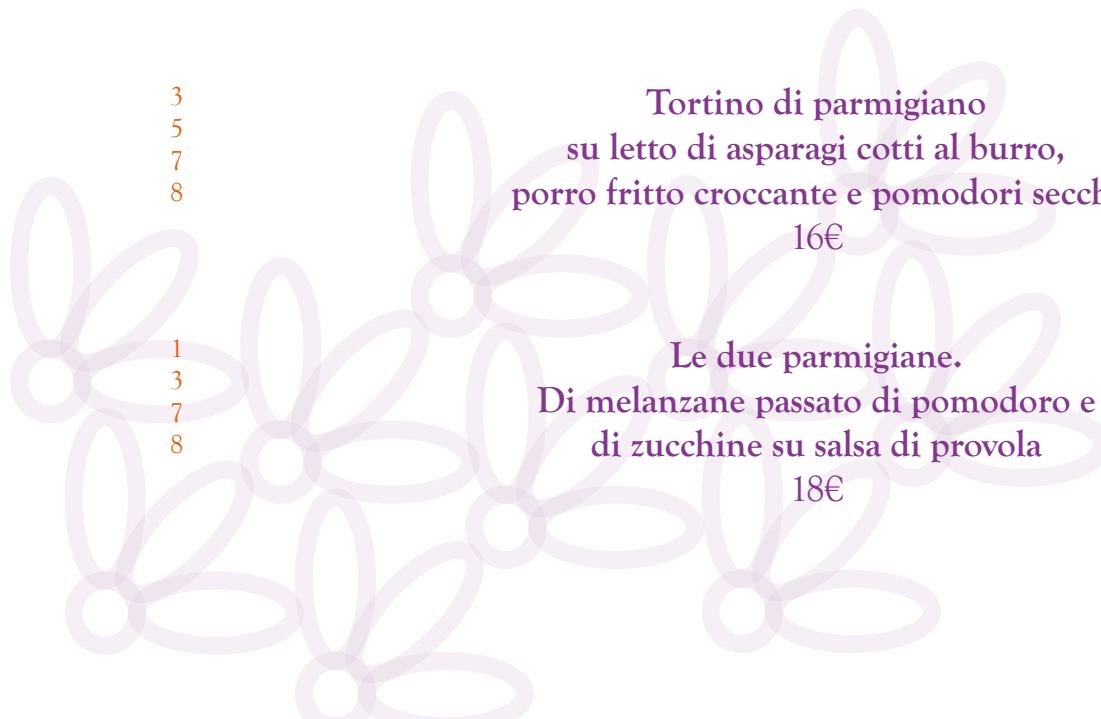 3
5
7
8
Tortino di parmigiano
su letto di asparagi cotti al burro,
porro fritto croccante e pomodori secch
16€
1
3
7
8
Le due parmigiane.
Di melanzane passato di pomodoro e
di zucchine su salsa di provola
18€